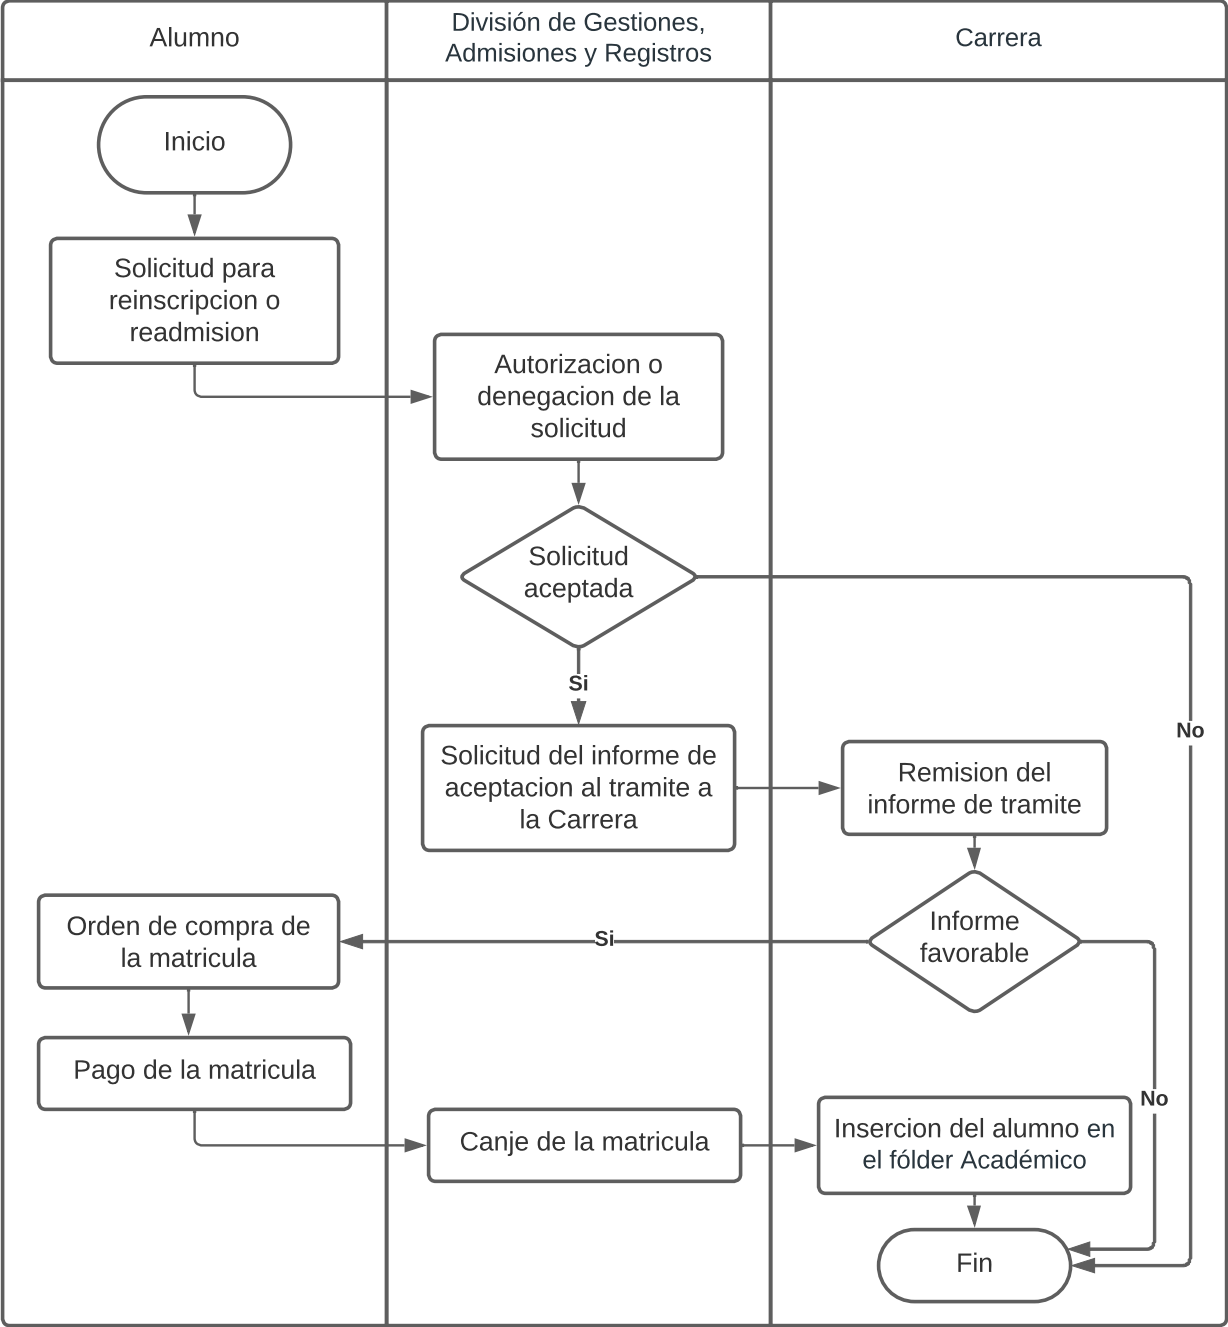 Alumno
División de Gestiones,
Admisiones y Registros
Carrera
Inicio
Solicitud para
reinscripcion o
readmision
Autorizacion o
denegacion de la
solicitud
Solicitud
aceptada
Si
No
Solicitud del informe de
aceptacion al tramite a
la Carrera
Remision del
informe de tramite
Informe
favorable
Si
No
Orden de compra de
la matricula
Pago de la matricula
Canje de la matricula
Insercion del alumno en
el fólder Académico
Fin